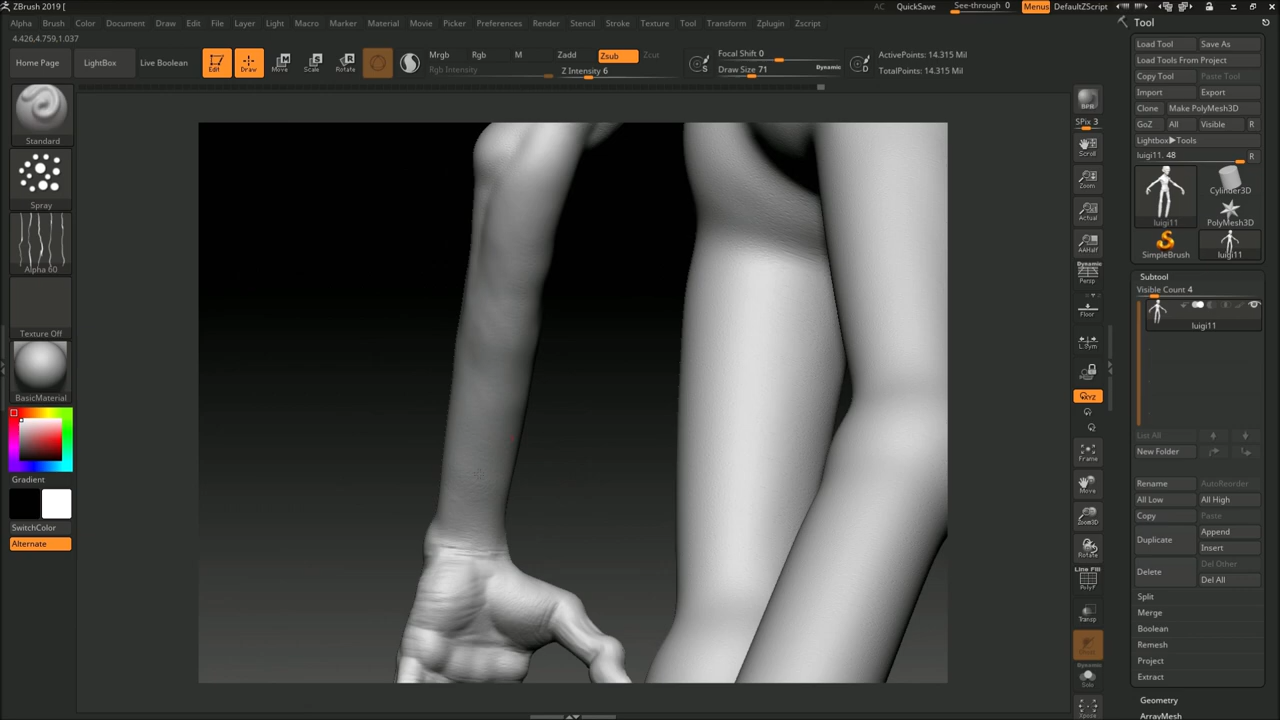 ZBrush 2019 [
AC QuickSave See-through 0 Menus DefaultZScript
Alpha Brush Color Document Draw Edit File Layer Light Macro Marker Material Movie Picker Preferences Render Stencil Stroke Texture Tool Transform Zplugin Zscript
4.426,4.759,1.037
Home Page LightBox Live Boolean Edit Draw Move Scale Rotate
Mrgb Rgb M Zadd Zsub Zcut
Rgb Intensity Z Intensity 6
Focal Shift 0
Draw Size 71 Dynamic
S D
ActivePoints: 14.315 Mil
TotalPoints: 14.315 Mil
Standard
Spray
Alpha 60
Texture Off
BasicMaterial
Gradient
SwitchColor
Alternate
BPR
SPix 3
Scroll
Zoom
Actual
AAHalf
Dynamic
Persp
Floor
L.Sym
XYZ
Frame
Move
Zoom3D
Rotate
Line Fill
PolyF
Transp
Ghost
Dynamic
Solo
Xpose
Tool
Load Tool Save As
Load Tools From Project
Copy Tool Paste Tool
Import Export
Clone Make PolyMesh3D
GoZ All Visible R
Lightbox▶Tools
luigi11. 48 R
luigi11
Cylinder3D
PolyMesh3D
SimpleBrush
luigi11
Subtool
Visible Count 4
luigi11
List All
New Folder
Rename AutoReorder
All Low All High
Copy Paste
Duplicate Append
Insert
Delete Del Other
Del All
Split
Merge
Boolean
Remesh
Project
Extract
Geometry
ArrayMesh